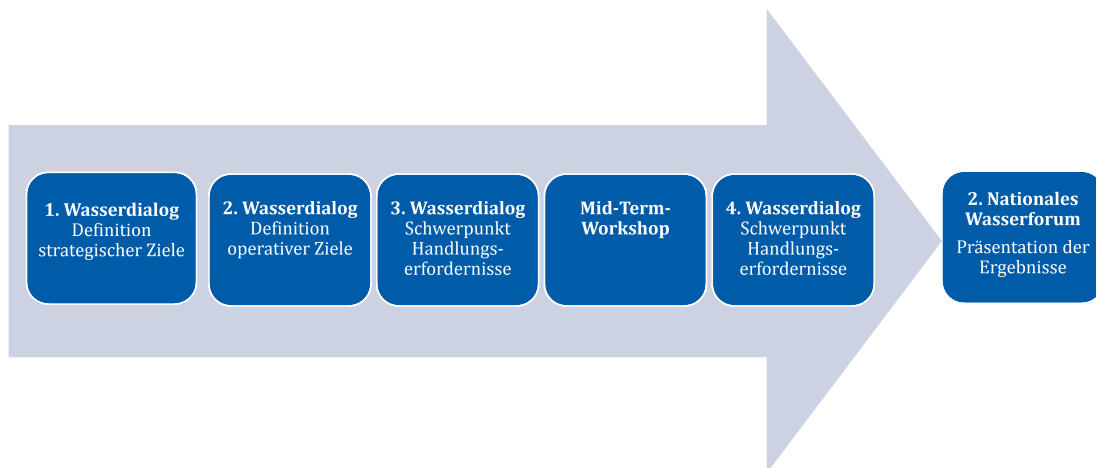 1. Wasserdialog
Definition
strategischer Ziele
2. Wasserdialog
Definition
operativer Ziele
3. Wasserdialog
Schwerpunkt
Handlungs-
erfordernisse
Mid-Term-
Workshop
4. Wasserdialog
Schwerpunkt
Handlungs-
erfordernisse
2. Nationales
Wasserforum
Präsentation der
Ergebnisse